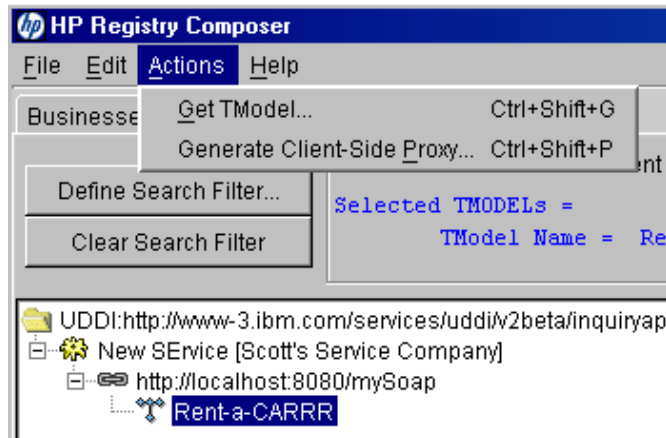 HP Registry Composer
File Edit Actions Help
Businesse
Get TModel... Ctrl+Shift+G
Generate Client-Side Proxy... Ctrl+Shift+P
Define Search Filter...
Clear Search Filter
Selected TMODELs =
TModel Name = Re
UDDI:http://www-3.ibm.com/services/uddi/v2beta/inquiryap
New SErvice [Scott's Service Company]
http://localhost:8080/mySoap
Rent-a-CARRR